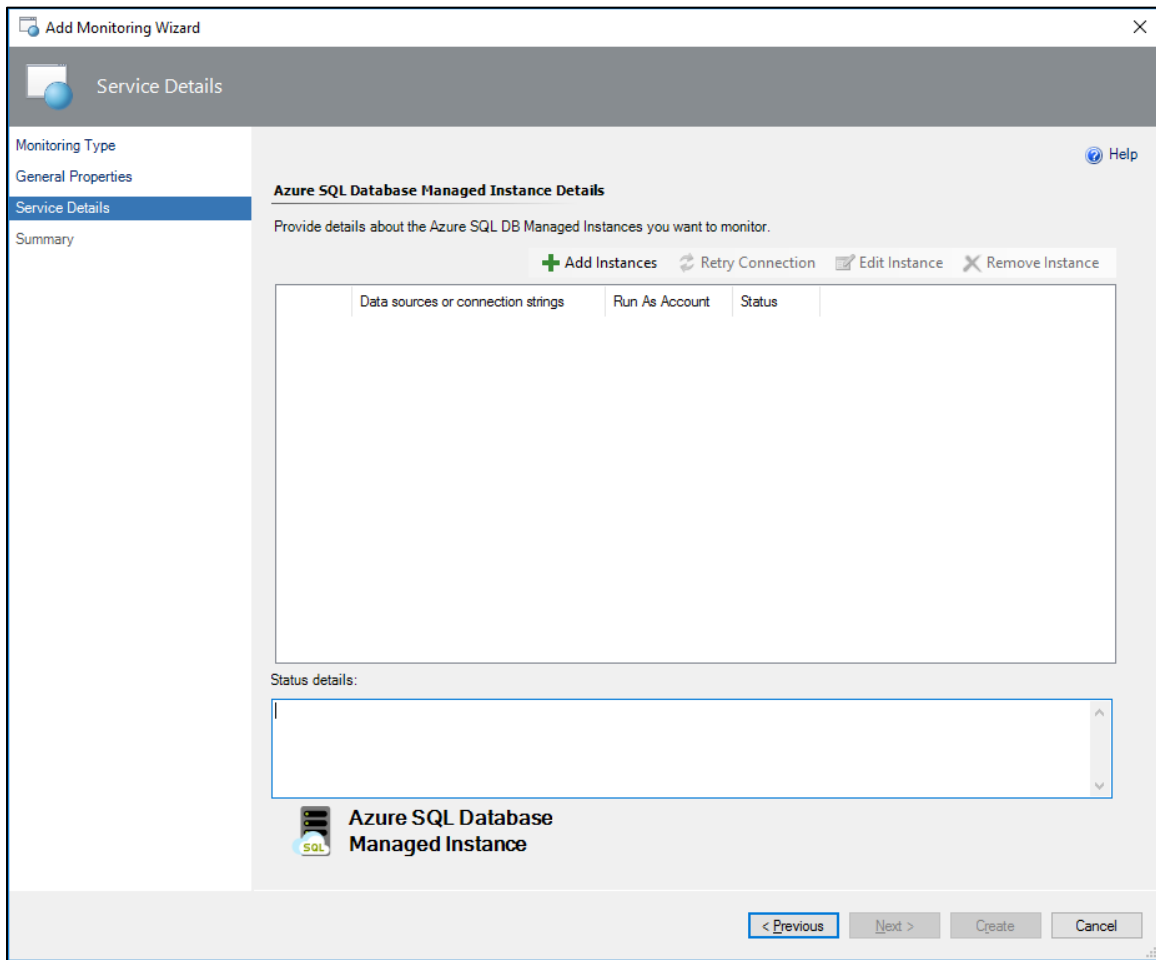 Add Monitoring Wizard
Service Details
Monitoring Type
General Properties
Service Details
Summary
Help
Azure SQL Database Managed Instance Details
Provide details about the Azure SQL DB Managed Instances you want to monitor.
Add Instances Retry Connection Edit Instance Remove Instance
Data sources or connection strings Run As Account Status
Status details:
SQL
Azure SQL Database
Managed Instance
< Previous Next > Create Cancel